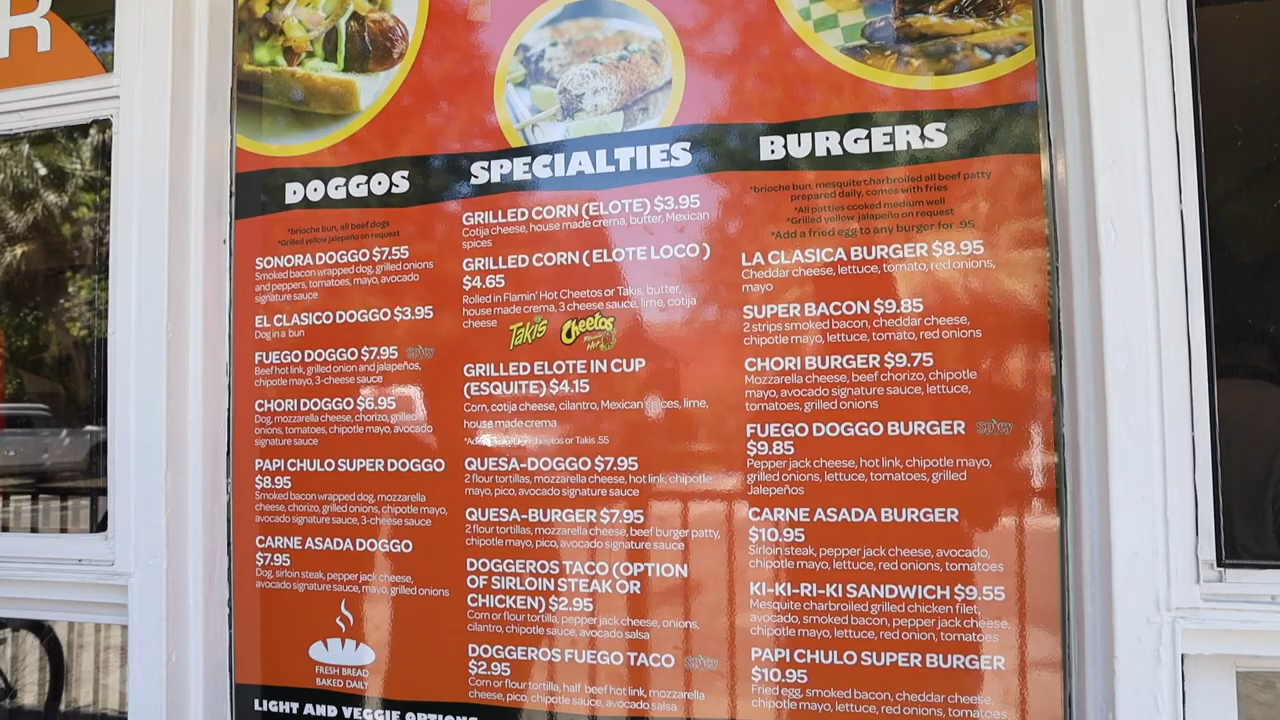 R
DOGGOS
*brioche bun, all beef dogs
*Grilled yellow jalepeño on request
SONORA DOGGO $7.55
Smoked bacon wrapped dog, grilled onions
and peppers, tomatoes, mayo, avocado
signature sauce
EL CLASICO DOGGO $3.95
Dog in a bun
FUEGO DOGGO $7.95 spicy
Beef hot link, grilled onion and jalapeños,
chipotle mayo, 3-cheese sauce
CHORI DOGGO $6.95
Dog, mozzarella cheese, chorizo, grilled
onions, tomatoes, chipotle mayo, avocado
signature sauce
PAPI CHULO SUPER DOGGO
$8.95
Smoked bacon wrapped dog, mozzarella
cheese, chorizo, grilled onions, chipotle mayo,
avocado signature sauce, 3-cheese sauce
CARNE ASADA DOGGO
$7.95
Dog, sirloin steak, pepper jack cheese,
avocado signature sauce, mayo, grilled onions
FRESH BREAD
BAKED DAILY
LIGHT AND VEGGIE OPTIONS
SPECIALTIES
GRILLED CORN (ELOTE) $3.95
Cotija cheese, house made crema, butter, Mexican
spices
GRILLED CORN ( ELOTE LOCO )
$4.65
Rolled in Flamin' Hot Cheetos or Takis, butter,
house made crema, 3 cheese sauce, lime, cotija
cheese
Takis Cheetos
GRILLED ELOTE IN CUP
(ESQUITE) $4.15
Corn, cotija cheese, cilantro, Mexican spices, lime,
house made crema
Cheetos or Takis .55
QUESA-DOGGO $7.95
2 flour tortillas, mozzarella cheese, hot link, chipotle
mayo, pico, avocado signature sauce
QUESA-BURGER $7.95
2 flour tortillas, mozzarella cheese, beef burger patty,
chipotle mayo, pico, avocado signature sauce
DOGGEROS TACO (OPTION
OF SIRLOIN STEAK OR
CHICKEN) $2.95
Corn or flour tortilla, pepper jack cheese, onions,
cilantro, chipotle sauce, avocado salsa
DOGGEROS FUEGO TACO spicy
$2.95
Corn or flour tortilla, half beef hot link, mozzarella
cheese, pico, chipotle sauce, avocado salsa
BURGERS
*brioche bun, mesquite charbroiled all beef patty
prepared daily, comes with fries
*All patties cooked medium well
*Grilled yellow jalapeño on request
*Add a fried egg to any burger for .95
LA CLASICA BURGER $8.95
Cheddar cheese, lettuce, tomato, red onions,
mayo
SUPER BACON $9.85
2 strips smoked bacon, cheddar cheese,
chipotle mayo, lettuce, tomato, red onions
CHORI BURGER $9.75
Mozzarella cheese, beef chorizo, chipotle
mayo, avocado signature sauce, lettuce,
tomatoes, grilled onions
FUEGO DOGGO BURGER spicy
$9.85
Pepper jack cheese, hot link, chipotle mayo,
grilled onions, lettuce, tomatoes, grilled
Jalepeños
CARNE ASADA BURGER
$10.95
Sirloin steak, pepper jack cheese, avocado,
chipotle mayo, lettuce, red onions, tomatoes
KI-KI-RI-KI SANDWICH $9.55
Mesquite charbroiled grilled chicken filet,
avocado, smoked bacon, pepper jack cheese,
chipotle mayo, lettuce, red onion, tomatoes
PAPI CHULO SUPER BURGER
$10.95
Fried egg, smoked bacon, cheddar cheese,
chipotle mayo, lettuce, red onions, tomatoes